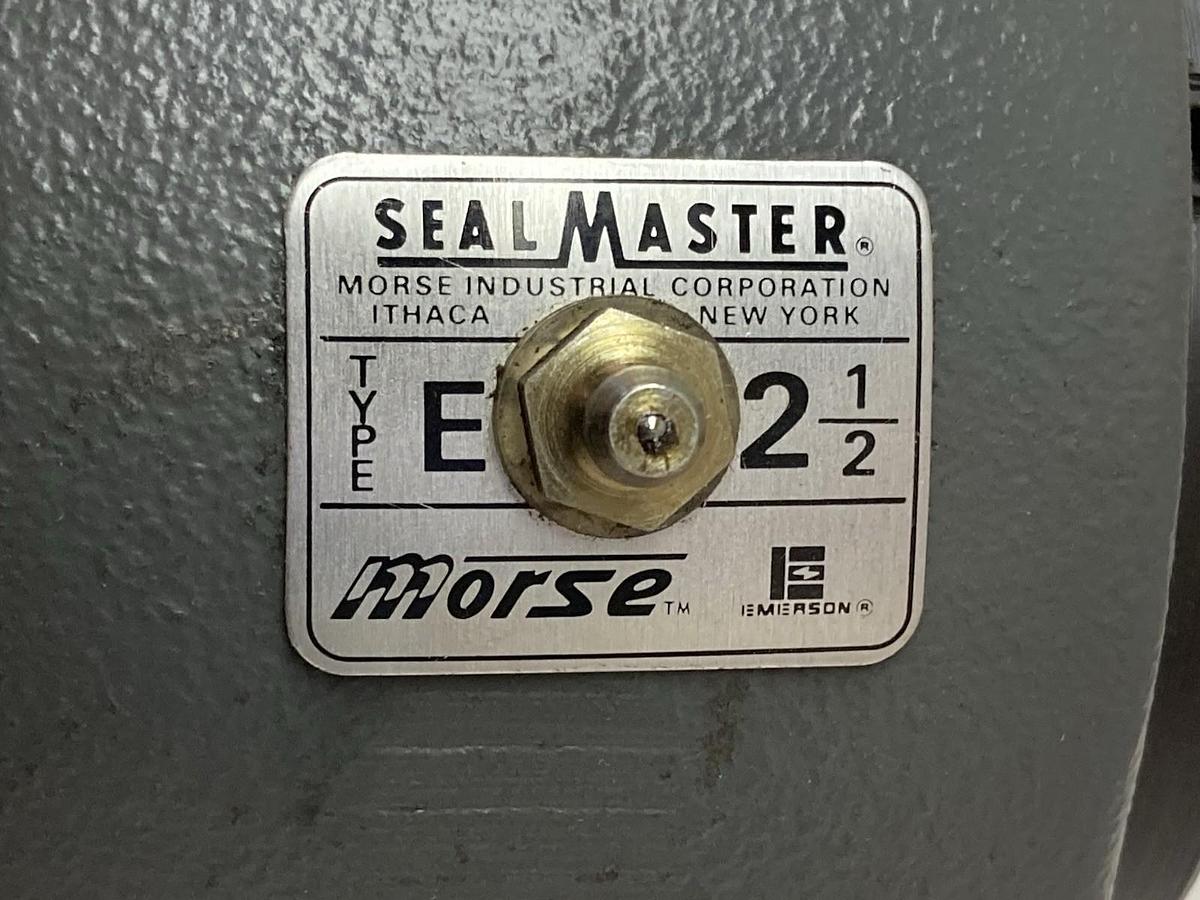 SEALMASTER®
MORSE INDUSTRIAL CORPORATION
ITHACA NEW YORK
TYPE E 2 1/2
morse™ EMERSON®